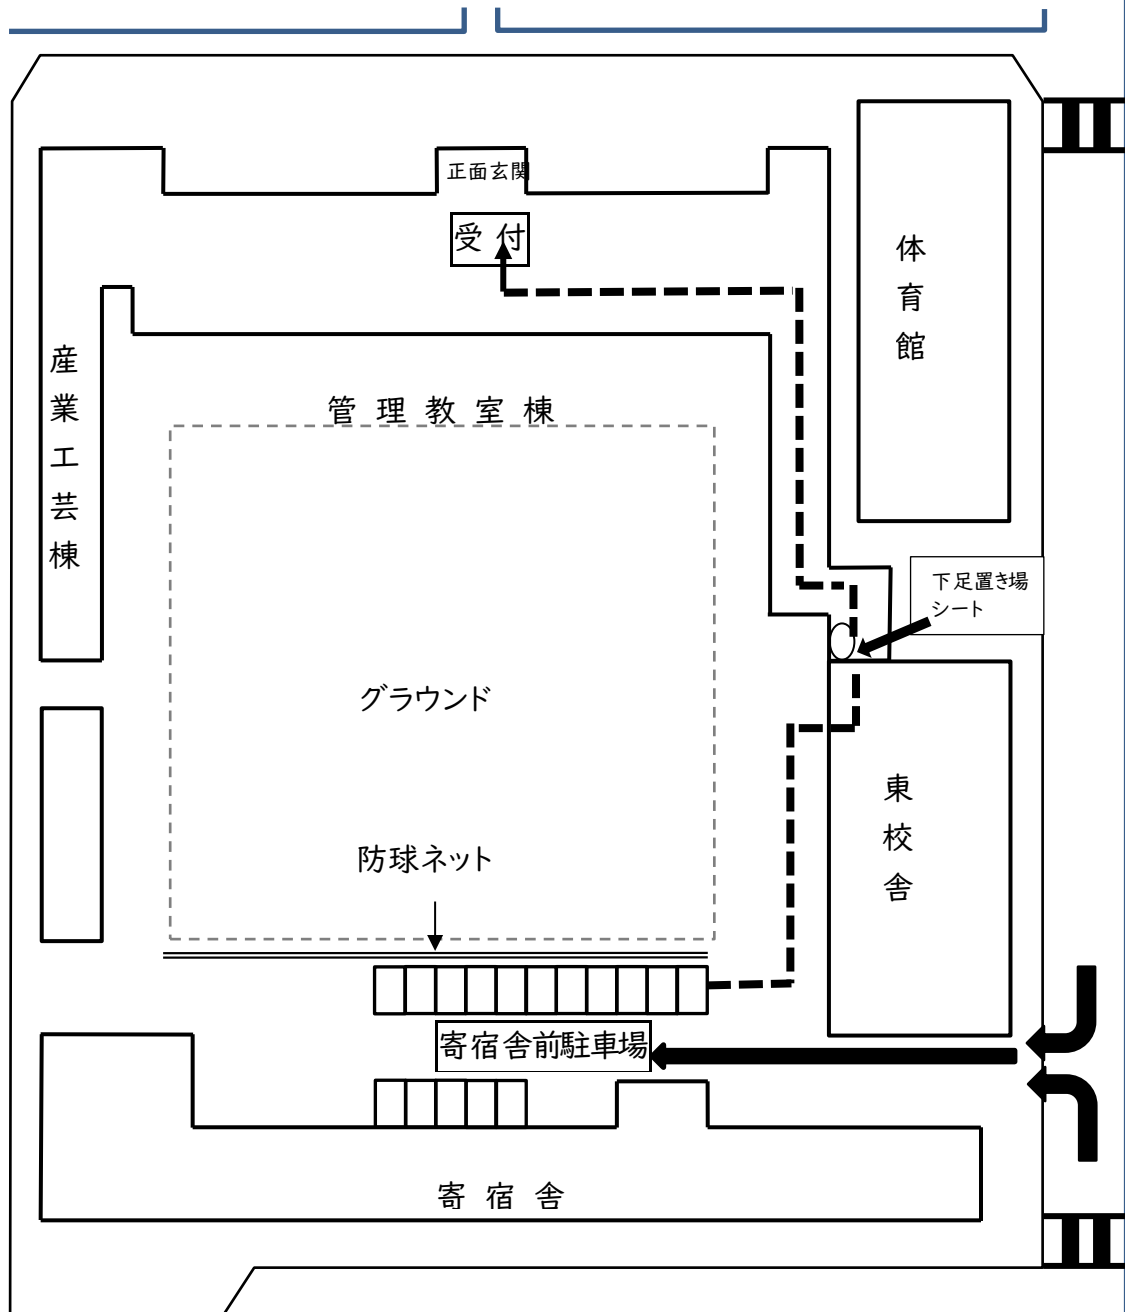 正面玄関
受付
体育館
産業工芸棟
管理教室棟
下足置き場
シート
グラウンド
東校舎
防球ネット
寄宿舎前駐車場
寄宿舎